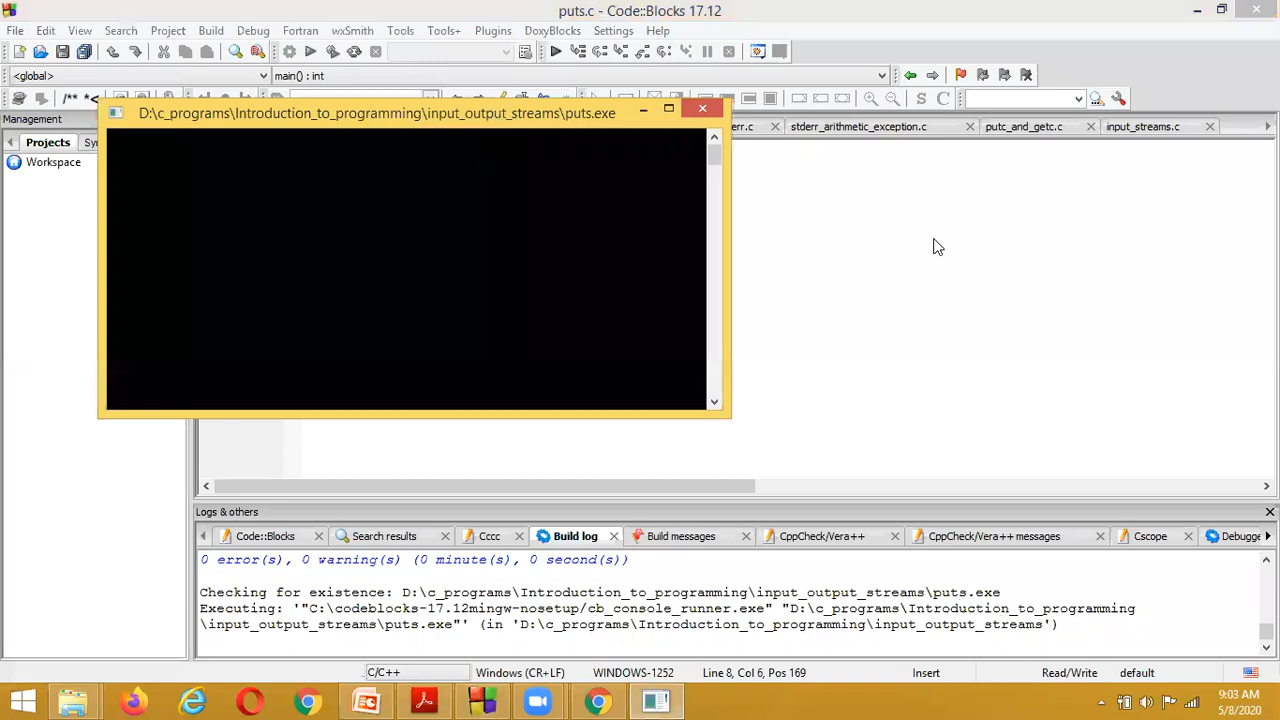 puts.c - Code::Blocks 17.12
File Edit View Search Project Build Debug Fortran wxSmith Tools Tools+ Plugins DoxyBlocks Settings Help
<global> main() : int
/** *<
S C
D:\c_programs\Introduction_to_programming\input_output_streams\puts.exe
Management err.c stderr_arithmetic_exception.c putc_and_getc.c input_streams.c
Projects Sy
Workspace
Logs & others
Code::Blocks Search results Cccc Build log Build messages CppCheck/Vera++ CppCheck/Vera++ messages Cscope Debugge
0 error(s), 0 warning(s) (0 minute(s), 0 second(s))
Checking for existence: D:\c_programs\Introduction_to_programming\input_output_streams\puts.exe
Executing: '"C:\codeblocks-17.12mingw-nosetup/cb_console_runner.exe" "D:\c_programs\Introduction_to_programming
\input_output_streams\puts.exe"' (in 'D:\c_programs\Introduction_to_programming\input_output_streams')
C/C++ Windows (CR+LF) WINDOWS-1252 Line 8, Col 6, Pos 169 Insert Read/Write default
9:03 AM
5/8/2020